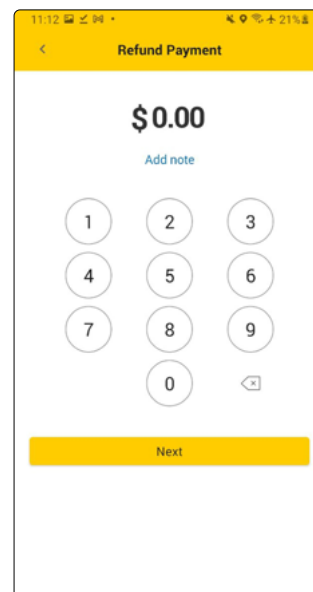 11:12 21%
Refund Payment
$0.00
Add note
1 2 3
4 5 6
7 8 9
0
Next